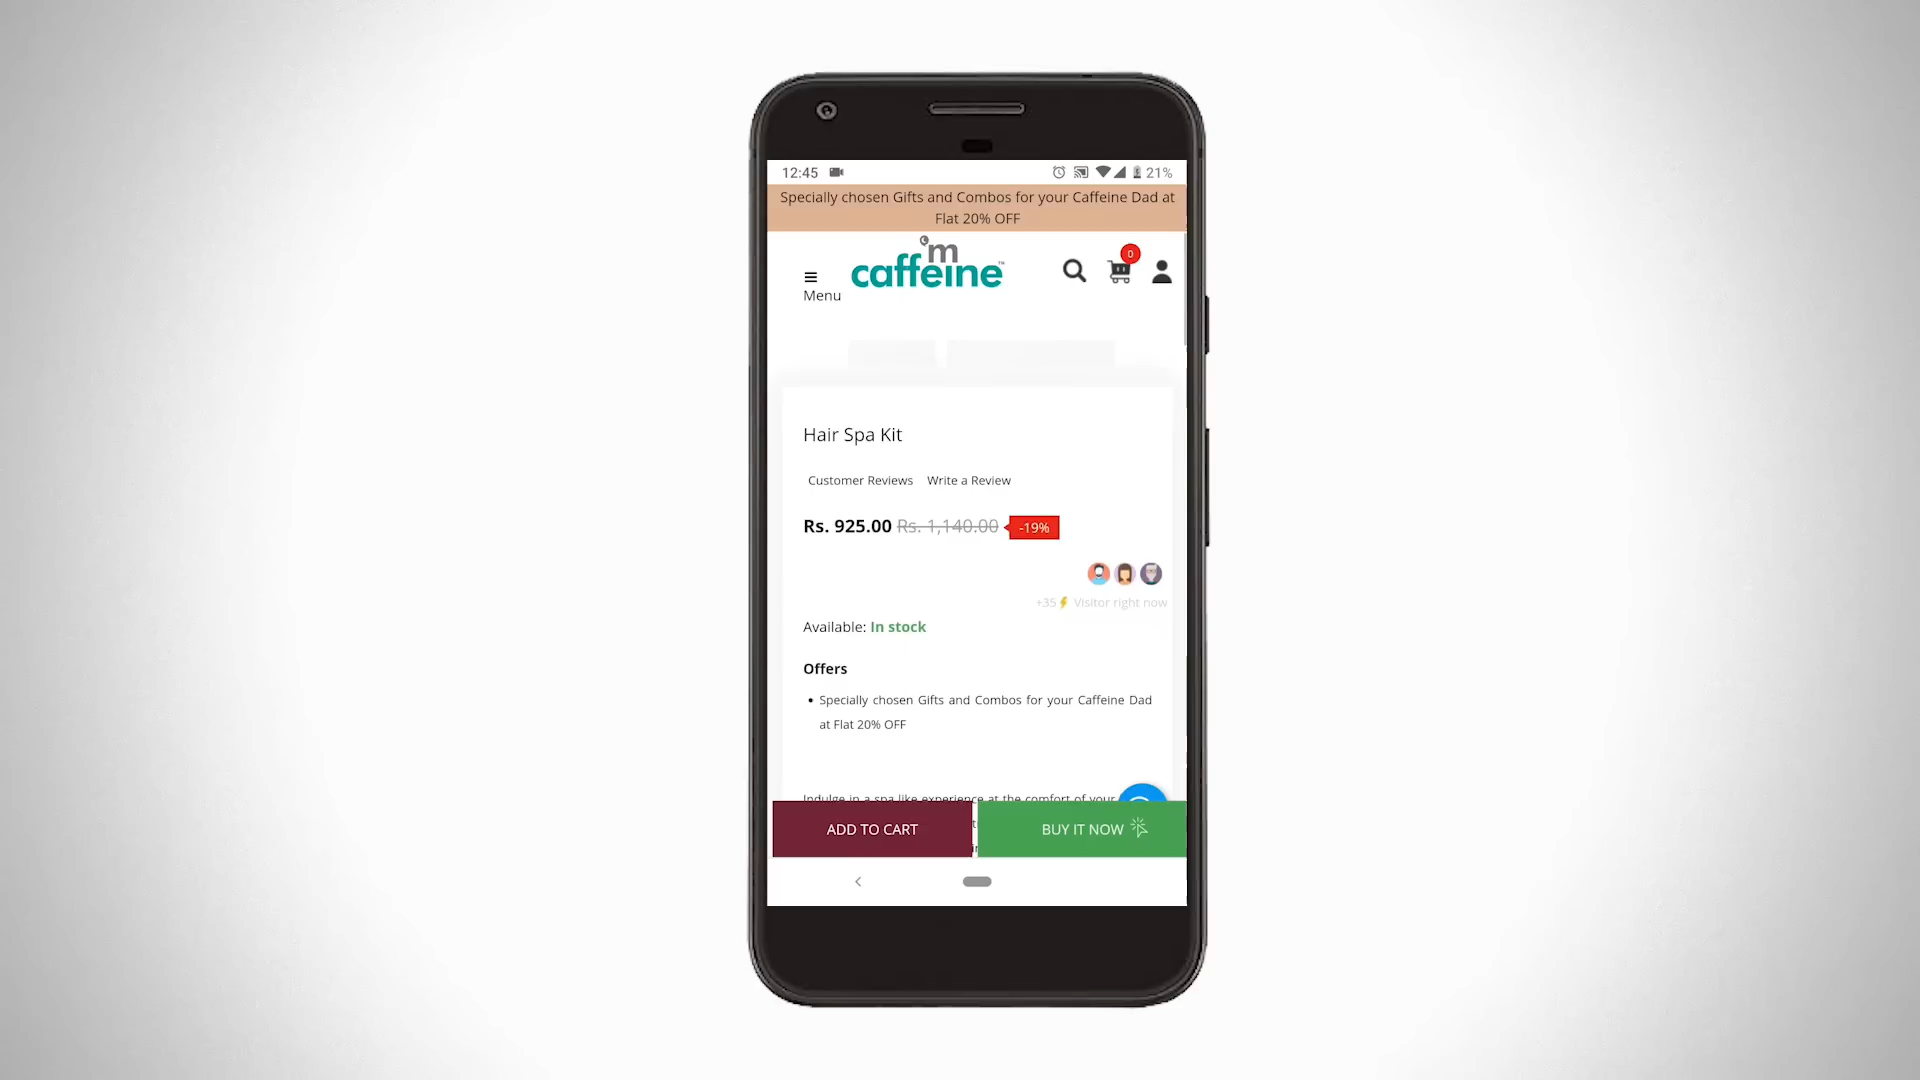 12:45
21%
Specially chosen Gifts and Combos for your Caffeine Dad at
Flat 20% OFF
Menu
'm
caffeine™
0
Hair Spa Kit
Customer Reviews Write a Review
Rs. 925.00 Rs. 1,140.00 -19%
+35⚡ Visitor right now
Available: In stock
Offers
• Specially chosen Gifts and Combos for your Caffeine Dad
at Flat 20% OFF
Indulge in a spa like experience at the comfort of your
ADD TO CART
BUY IT NOW